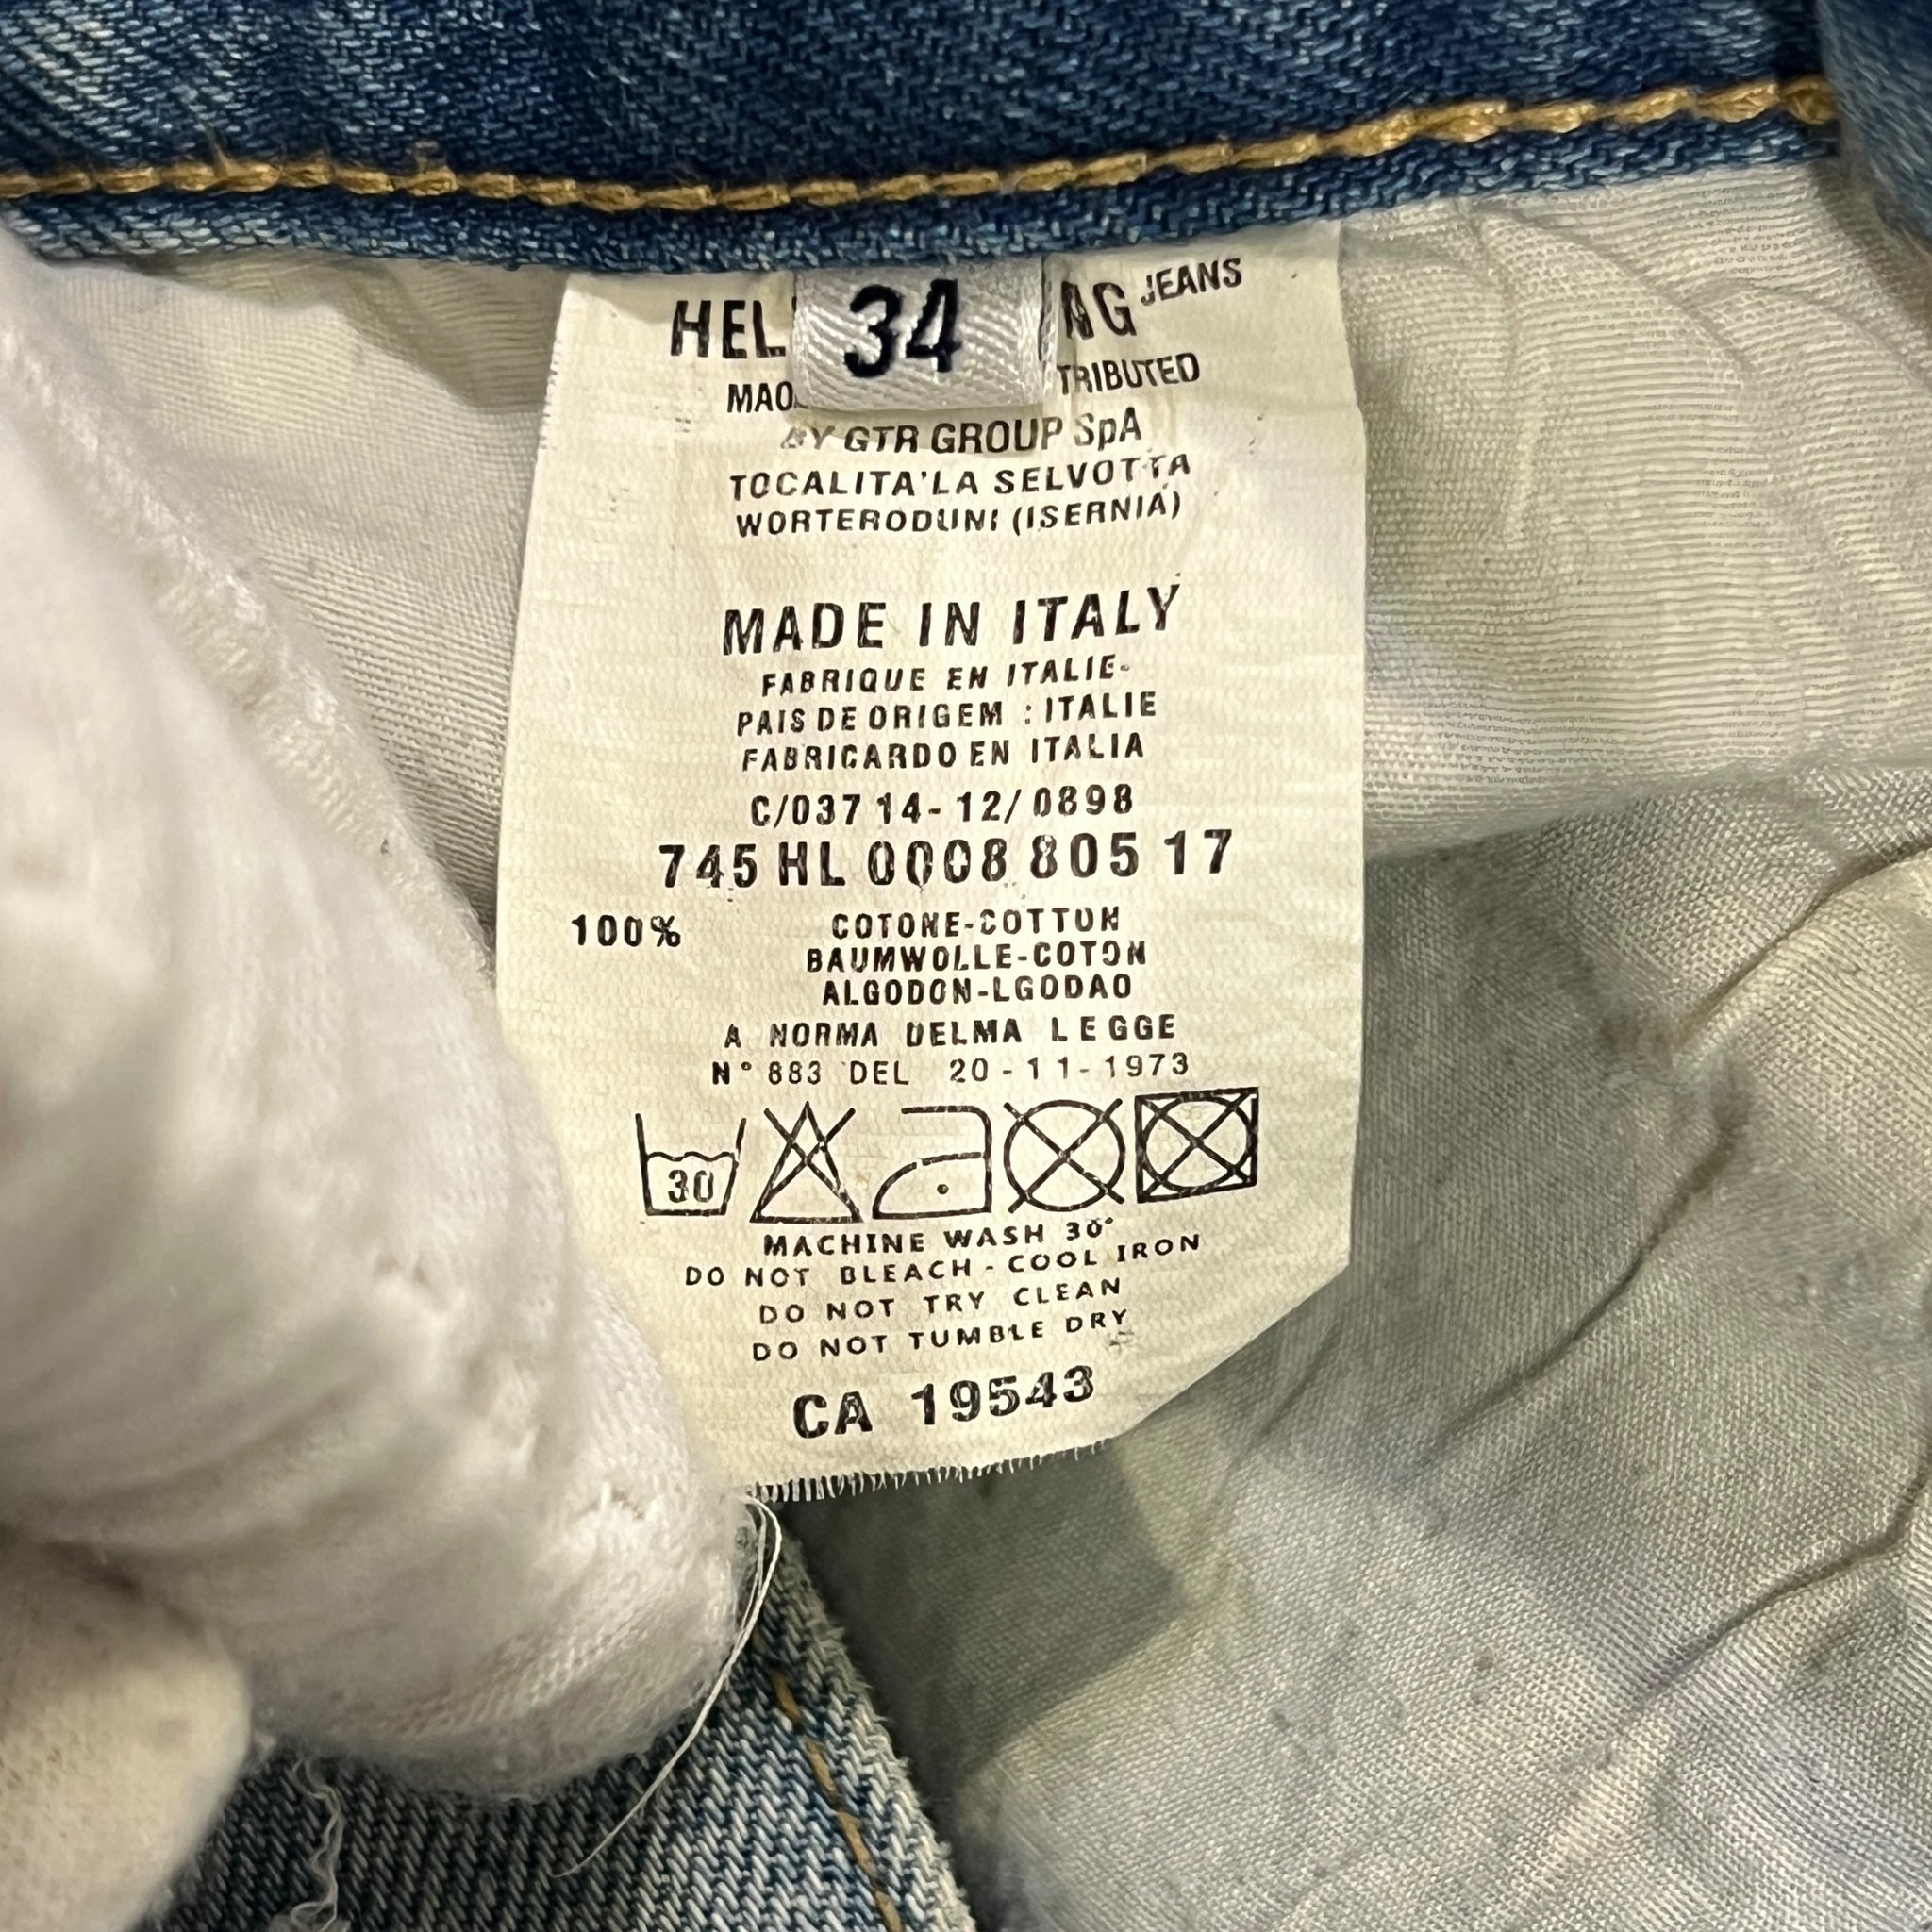 HEL 34 NG JEANS
MAD TRIBUTED
BY GTR GROUP SpA
TOCALITA'LA SELVOTTA
WORTERODUNI (ISERNIA)
MADE IN ITALY
FABRIQUE EN ITALIE-
PAIS DE ORIGEM : ITALIE
FABRICARDO EN ITALIA
C/037 14-12/0898
745 HL 0008 805 17
100% COTONE-COTTON
BAUMWOLLE-COTON
ALGODON-LGODAO
A NORMA DELMA LEGGE
N° 883 DEL 20-11-1973
30
MACHINE WASH 30°
DO NOT BLEACH - COOL IRON
DO NOT TRY CLEAN
DO NOT TUMBLE DRY
CA 19543